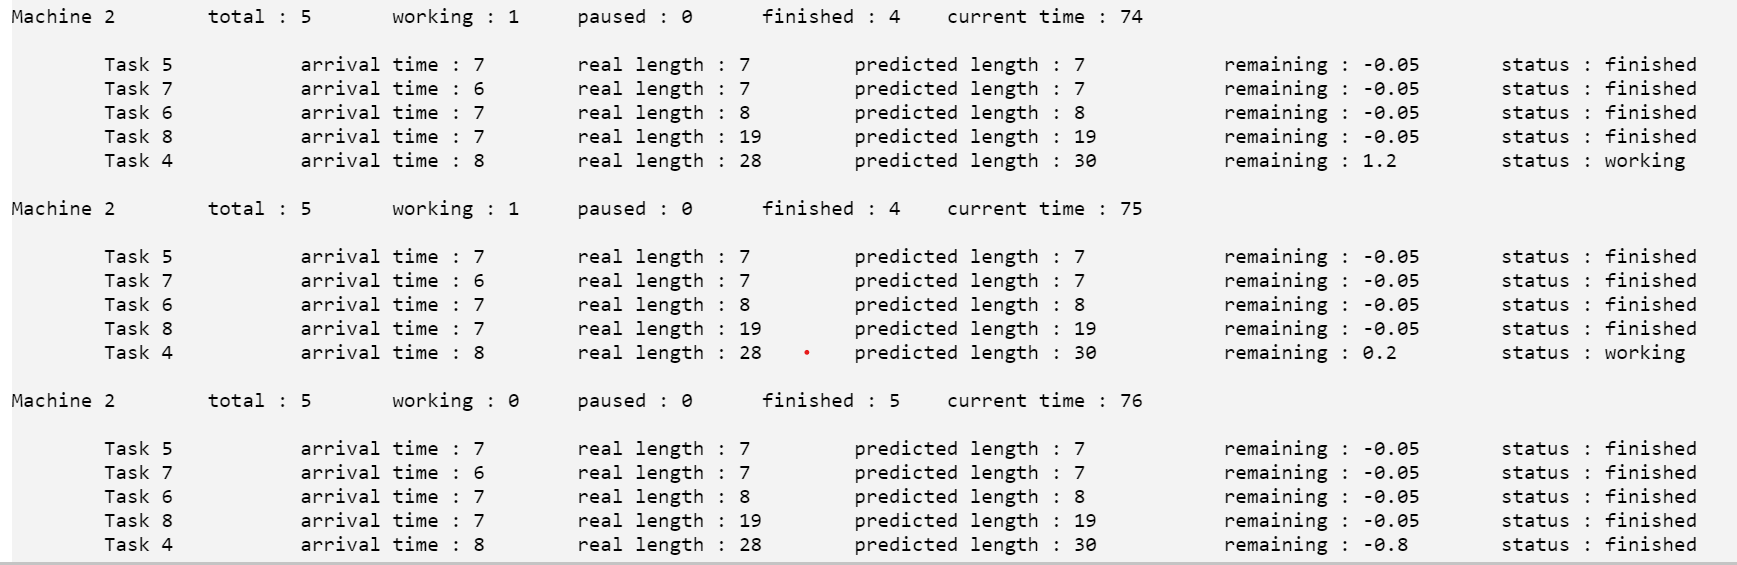 Machine 2 total : 5 working : 1 paused : 0 finished : 4 current time : 74
Task 5 arrival time : 7 real length : 7 predicted length : 7 remaining : -0.05 status : finished
Task 7 arrival time : 6 real length : 7 predicted length : 7 remaining : -0.05 status : finished
Task 6 arrival time : 7 real length : 8 predicted length : 8 remaining : -0.05 status : finished
Task 8 arrival time : 7 real length : 19 predicted length : 19 remaining : -0.05 status : finished
Task 4 arrival time : 8 real length : 28 predicted length : 30 remaining : 1.2 status : working
Machine 2 total : 5 working : 1 paused : 0 finished : 4 current time : 75
Task 5 arrival time : 7 real length : 7 predicted length : 7 remaining : -0.05 status : finished
Task 7 arrival time : 6 real length : 7 predicted length : 7 remaining : -0.05 status : finished
Task 6 arrival time : 7 real length : 8 predicted length : 8 remaining : -0.05 status : finished
Task 8 arrival time : 7 real length : 19 predicted length : 19 remaining : -0.05 status : finished
Task 4 arrival time : 8 real length : 28 predicted length : 30 remaining : 0.2 status : working
Machine 2 total : 5 working : 0 paused : 0 finished : 5 current time : 76
Task 5 arrival time : 7 real length : 7 predicted length : 7 remaining : -0.05 status : finished
Task 7 arrival time : 6 real length : 7 predicted length : 7 remaining : -0.05 status : finished
Task 6 arrival time : 7 real length : 8 predicted length : 8 remaining : -0.05 status : finished
Task 8 arrival time : 7 real length : 19 predicted length : 19 remaining : -0.05 status : finished
Task 4 arrival time : 8 real length : 28 predicted length : 30 remaining : -0.8 status : finished